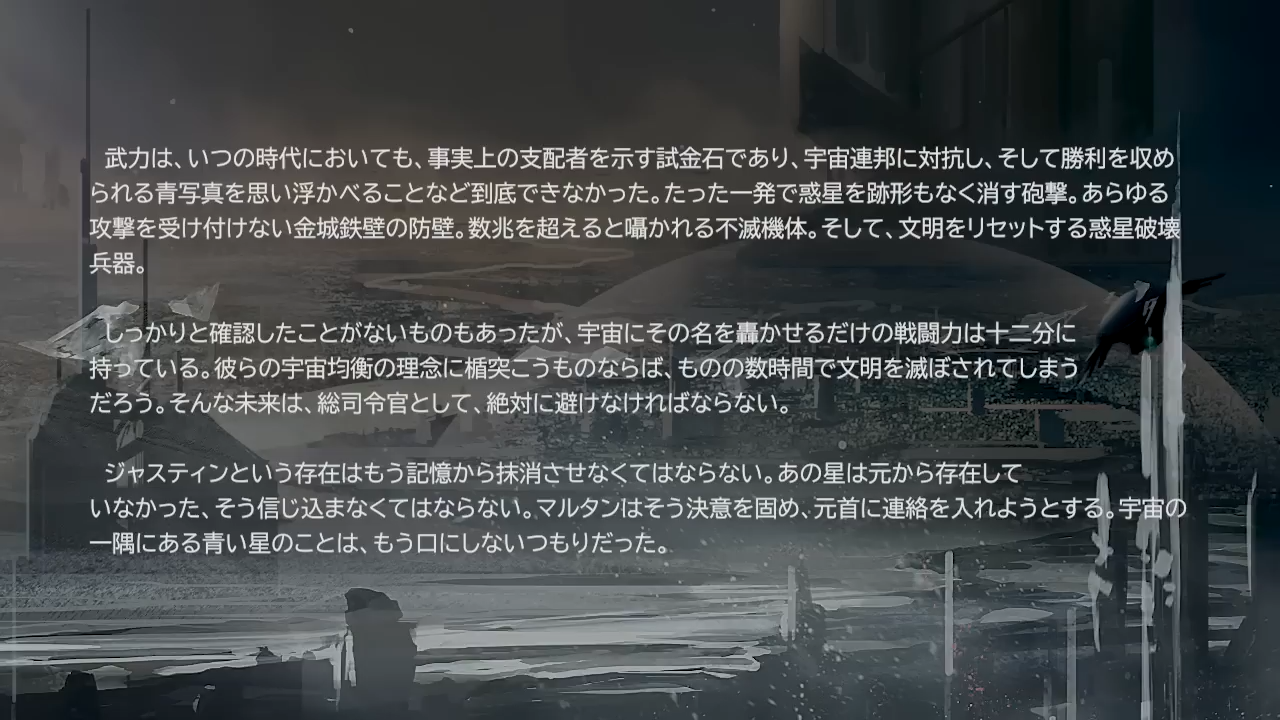 武力は、いつの時代においても、事実上の支配者を示す試金石であり、宇宙連邦に対抗し、そして勝利を収め
られる青写真を思い浮かべることなど到底できなかった。たった一発で惑星を跡形もなく消す砲撃。あらゆる
攻撃を受け付けない金城鉄壁の防壁。数兆を超えると囁かれる不滅機体。そして、文明をリセットする惑星破壊
兵器。
しっかりと確認したことがないものもあったが、宇宙にその名を轟かせるだけの戦闘力は十二分に
持っている。彼らの宇宙均衡の理念に楯突こうものならば、ものの数時間で文明を滅ぼされてしまう
だろう。そんな未来は、総司令官として、絶対に避けなければならない。
ジャスティンという存在はもう記憶から抹消させなくてはならない。あの星は元から存在して
いなかった、そう信じ込まなくてはならない。マルタンはそう決意を固め、元首に連絡を入れようとする。宇宙の
一隅にある青い星のことは、もう口にしないつもりだった。